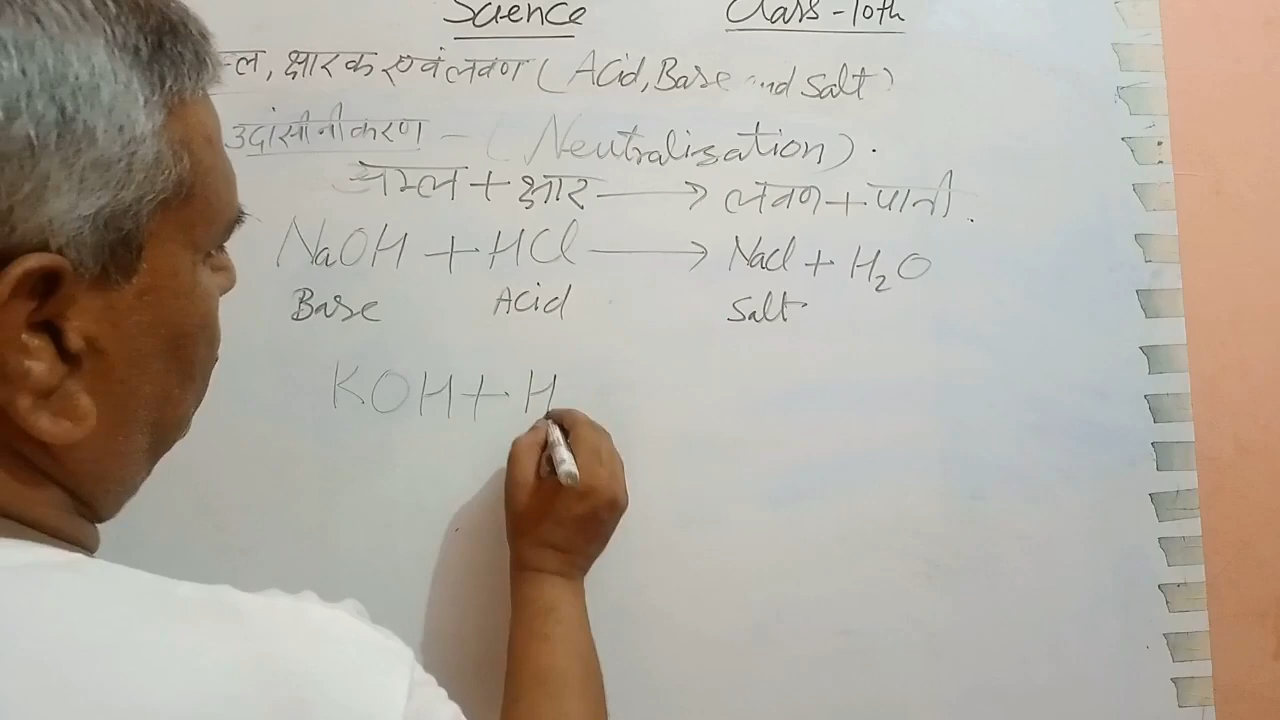 Science Class-10th
ल, क्षारक एवं लवण (Acid, Base and Salt)
उदासीनीकरण - (Neutralization).
अम्ल + क्षार ⟶ लवण + पानी.
NaOH + HCl ⟶ Nacl + H₂O
Base Acid Salt
KOH + H